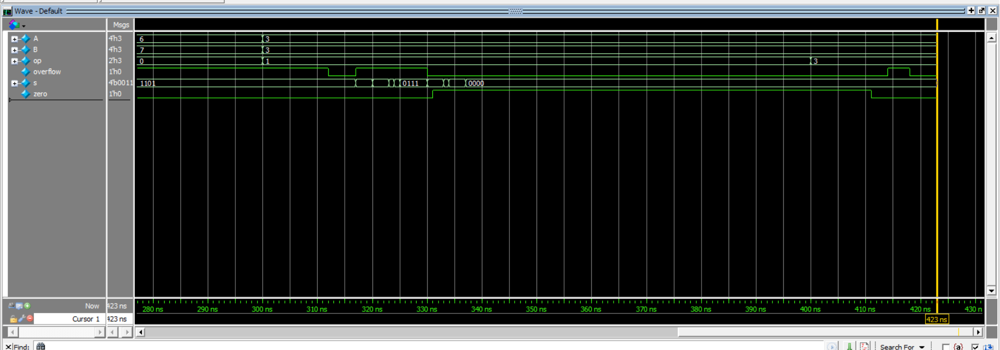 Wave - Default
Msgs
A 4'h3 6 3
B 4'h3 7 3
op 2'h3 0 1 3
overflow 1'h0
s 4'b0011 1101 0111 0000
zero 1'h0
Now 423 ns
280 ns 290 ns 300 ns 310 ns 320 ns 330 ns 340 ns 350 ns 360 ns 370 ns 380 ns 390 ns 400 ns 410 ns 420 ns 430 n
Cursor 1 423 ns 423 ns
Find: Search For {a}